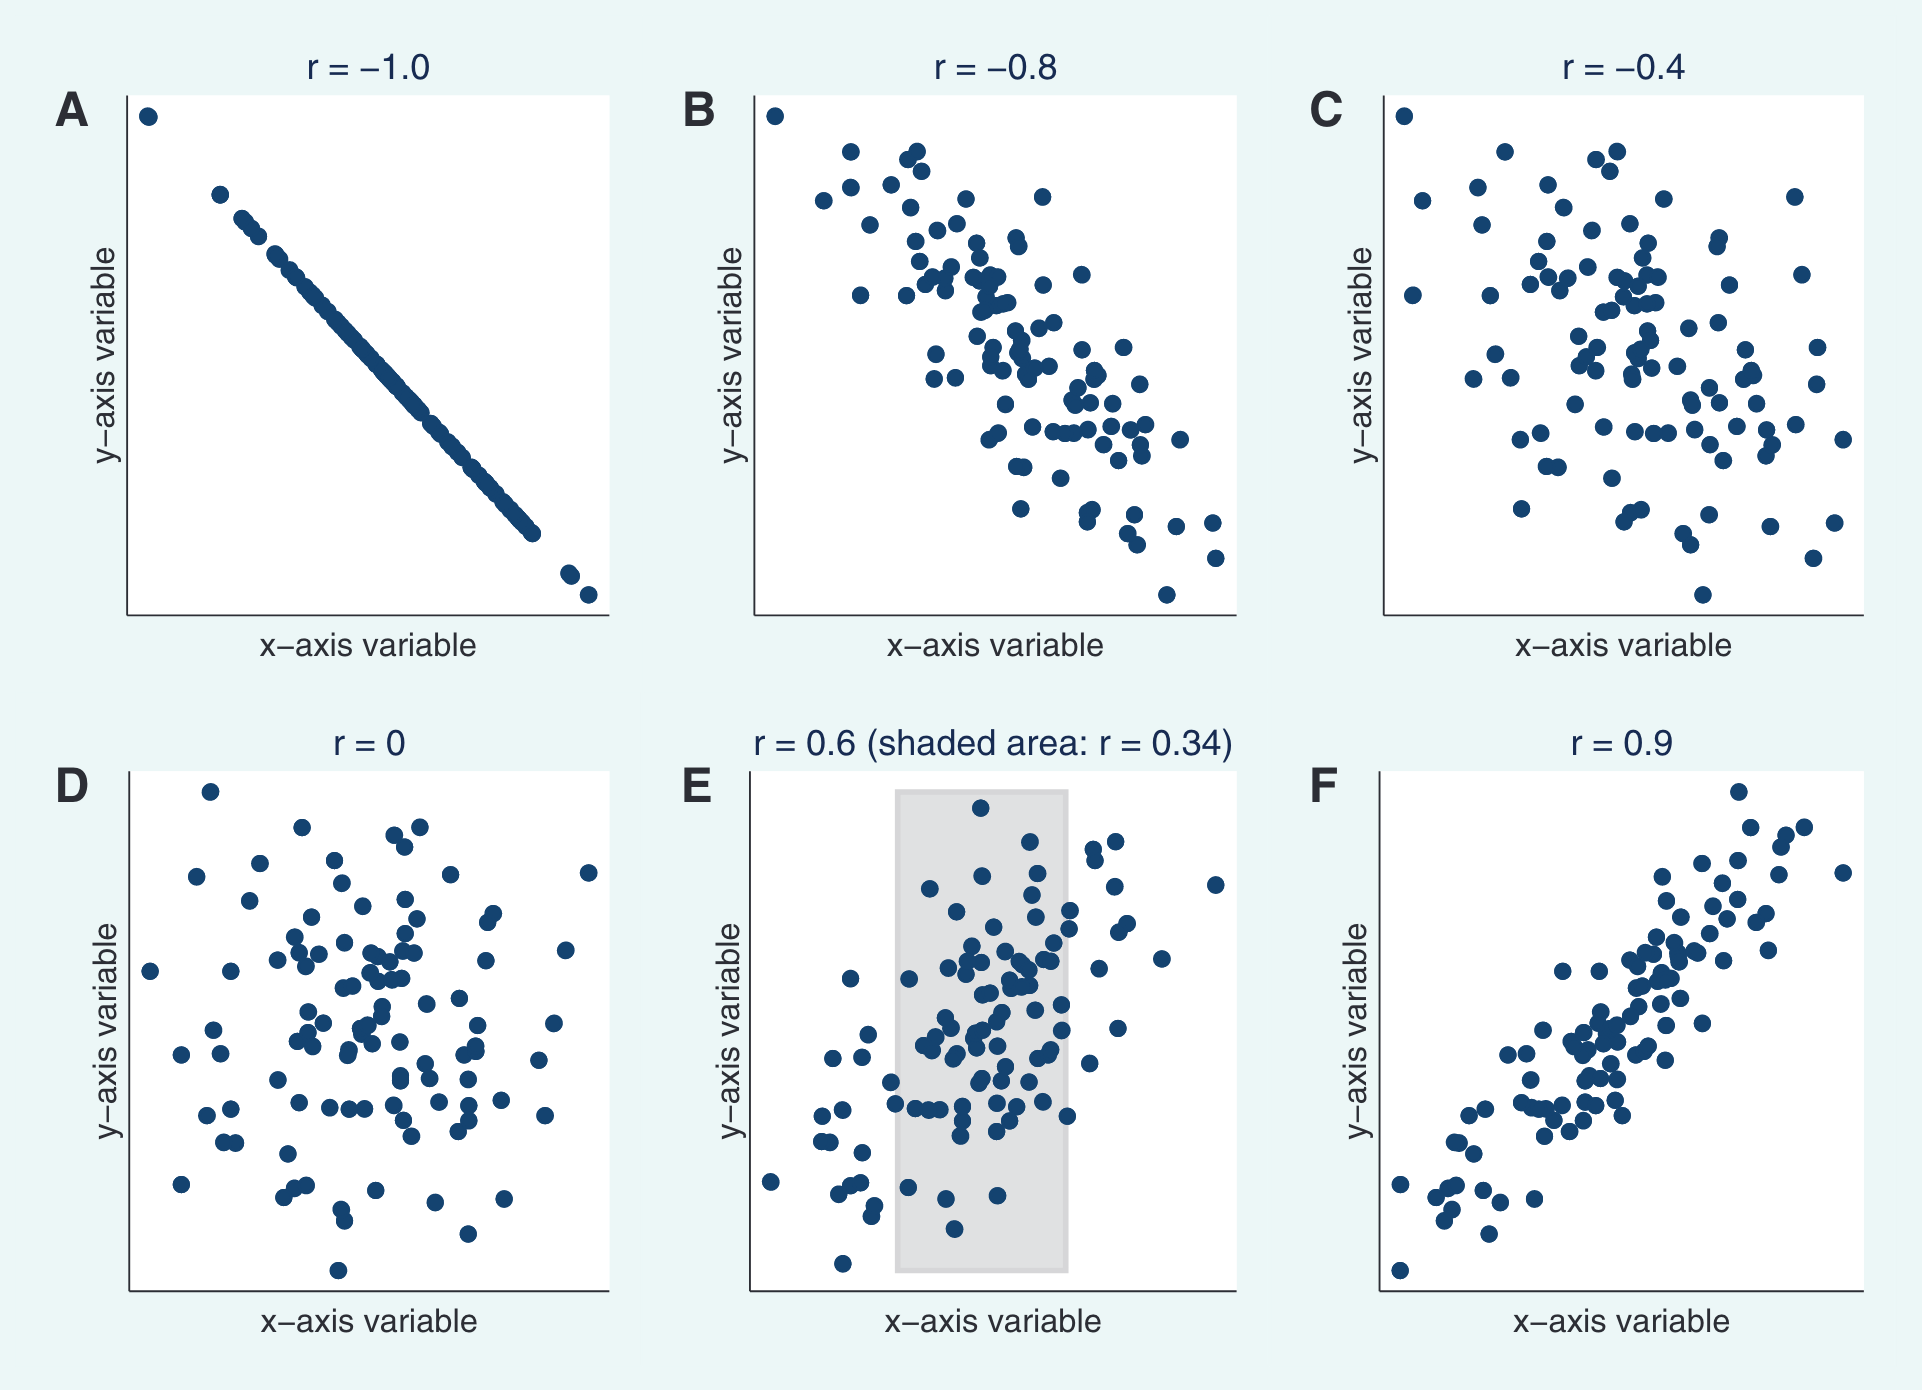 r = −1.0
A
y−axis variable
x−axis variable
r = −0.8
B
y−axis variable
x−axis variable
r = −0.4
C
y−axis variable
x−axis variable
r = 0
D
y−axis variable
x−axis variable
r = 0.6 (shaded area: r = 0.34)
E
y−axis variable
x−axis variable
r = 0.9
F
y−axis variable
x−axis variable